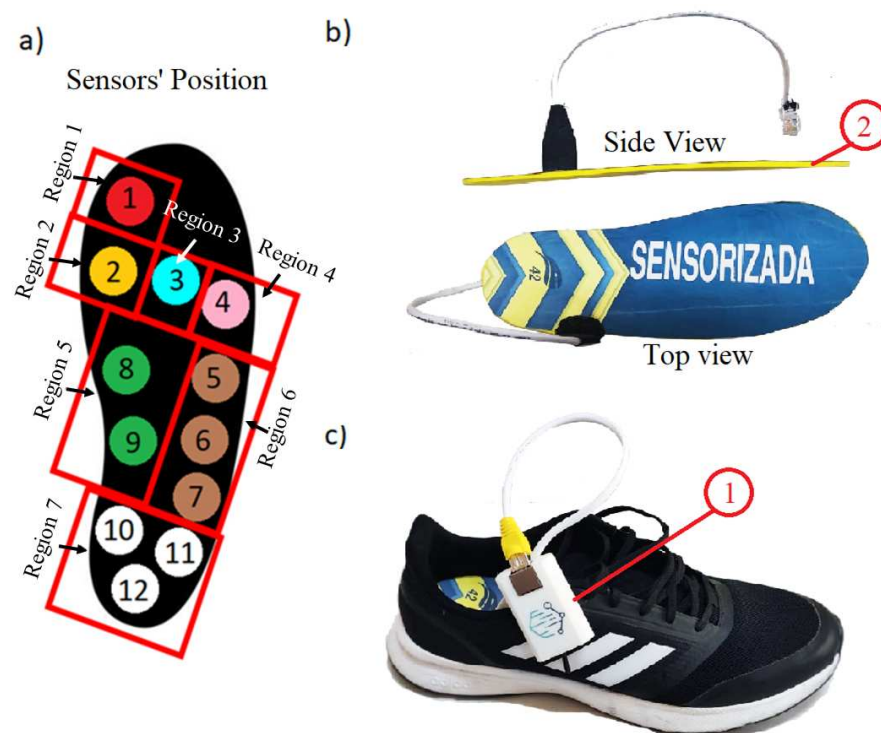 a)
Sensors' Position
Region 1
Region 2
Region 3
Region 4
Region 5
Region 6
Region 7
1
2
3
4
8
5
9
6
7
10
11
12
b)
Side View
2
42
SENSORIZADA
Top view
c)
1
42